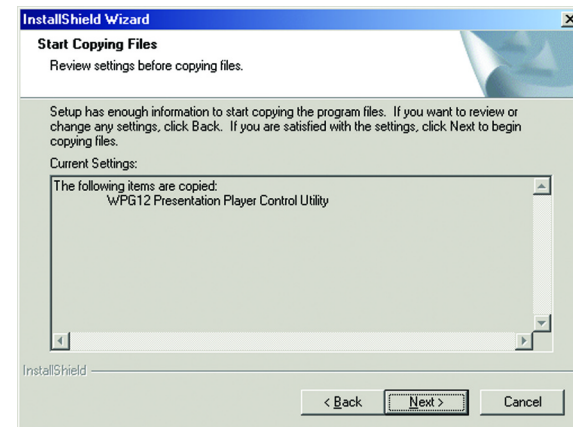 InstallShield Wizard
Start Copying Files
Review settings before copying files.
Setup has enough information to start copying the program files. If you want to review or
change any settings, click Back. If you are satisfied with the settings, click Next to begin
copying files.
Current Settings:
The following items are copied:
WPG12 Presentation Player Control Utility
InstallShield
< Back
Next >
Cancel